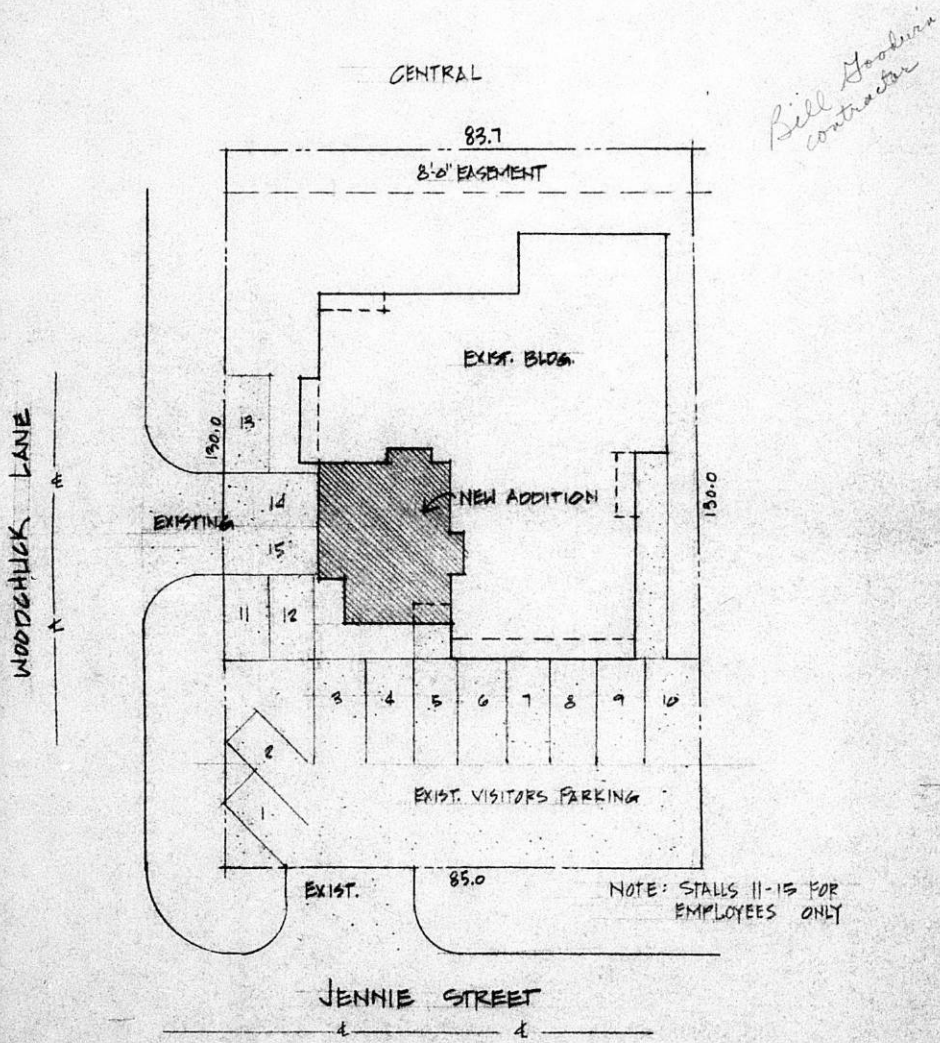 Bill Goodwin
contractor
CENTRAL
83.7
8'-0" EASEMENT
EXIST. BLDG.
130.0
13
WOODCHUCK LANE
℄
℄
NEW ADDITION
130.0
14
EXISTING
15
11 12
3 4 5 6 7 8 9 10
2
EXIST. VISITORS PARKING
1
EXIST.
85.0
NOTE: STALLS 11-15 FOR
EMPLOYEES ONLY
JENNIE STREET
℄ ℄